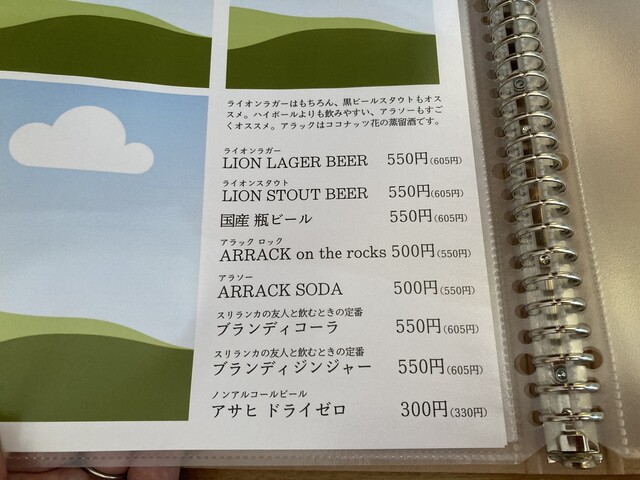 ライオンラガーはもちろん、黒ビールスタウトもオス
スメ。ハイボールよりも飲みやすい、アラソーもすご
くオススメ。アラックはココナッツ花の蒸留酒です。
ライオンラガー
LION LAGER BEER 550円(605円)
ライオンスタウト
LION STOUT BEER 550円(605円)
国産 瓶ビール 550円(605円)
アラック ロック
ARRACK on the rocks 500円(550円)
アラソー
ARRACK SODA 500円(550円)
スリランカの友人と飲むときの定番
ブランディコーラ 550円(605円)
スリランカの友人と飲むときの定番
ブランディジンジャー 550円(605円)
ノンアルコールビール
アサヒ ドライゼロ 300円(330円)